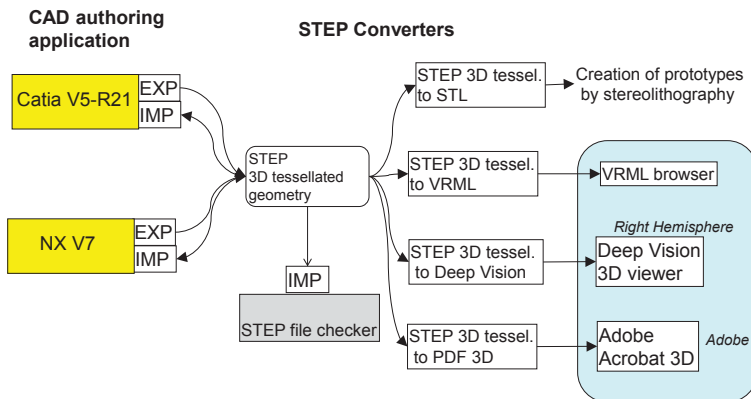 CAD authoring
application
STEP Converters
Catia V5-R21
EXP
IMP
NX V7
EXP
IMP
STEP
3D tessellated
geometry
IMP
STEP file checker
STEP 3D tessel.
to STL
Creation of prototypes
by stereolithography
STEP 3D tessel.
to VRML
VRML browser
STEP 3D tessel.
to Deep Vision
Right Hemisphere
Deep Vision
3D viewer
STEP 3D tessel.
to PDF 3D
Adobe
Acrobat 3D
Adobe